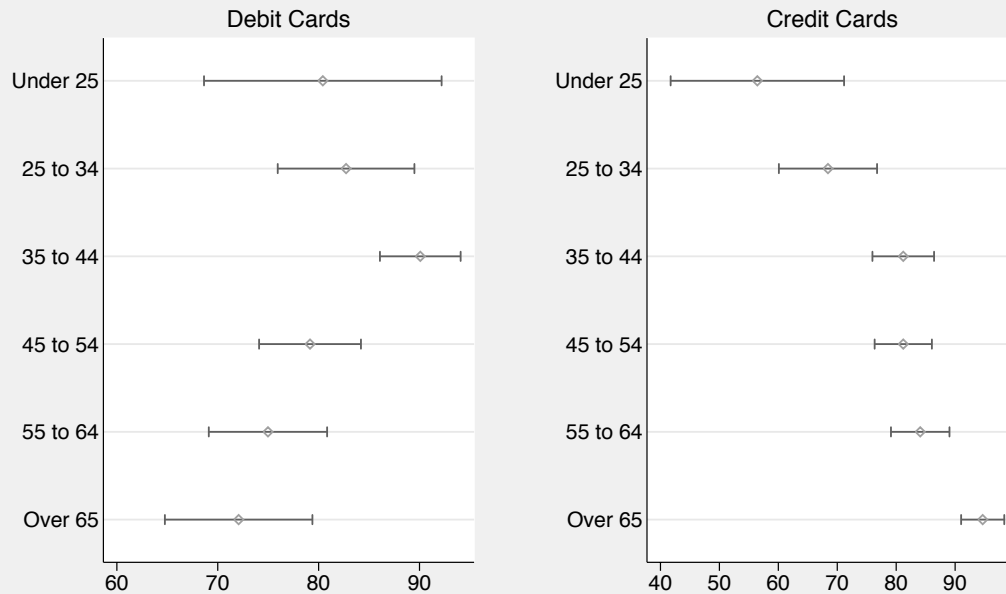 Debit Cards
Under 25
25 to 34
35 to 44
45 to 54
55 to 64
Over 65
60 70 80 90
Credit Cards
Under 25
25 to 34
35 to 44
45 to 54
55 to 64
Over 65
40 50 60 70 80 90